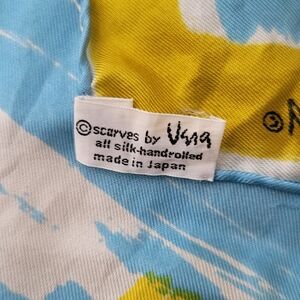 ©scarves by Vera
all silk-handrolled
made in Japan
©